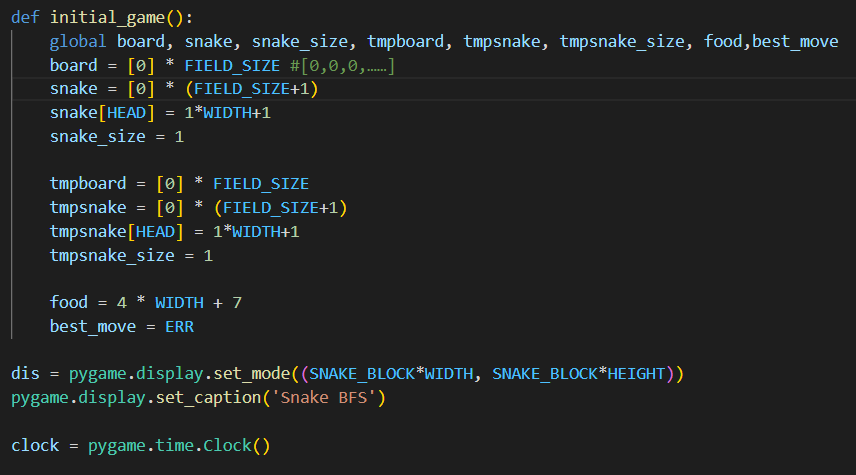 def initial_game():
    global board, snake, snake_size, tmpboard, tmpsnake, tmpsnake_size, food,best_move
    board = [0] * FIELD_SIZE #[0,0,0,……]
    snake = [0] * (FIELD_SIZE+1)
    snake[HEAD] = 1*WIDTH+1
    snake_size = 1
    tmpboard = [0] * FIELD_SIZE
    tmpsnake = [0] * (FIELD_SIZE+1)
    tmpsnake[HEAD] = 1*WIDTH+1
    tmpsnake_size = 1
    food = 4 * WIDTH + 7
    best_move = ERR
dis = pygame.display.set_mode((SNAKE_BLOCK*WIDTH, SNAKE_BLOCK*HEIGHT))
pygame.display.set_caption('Snake BFS')
clock = pygame.time.Clock()